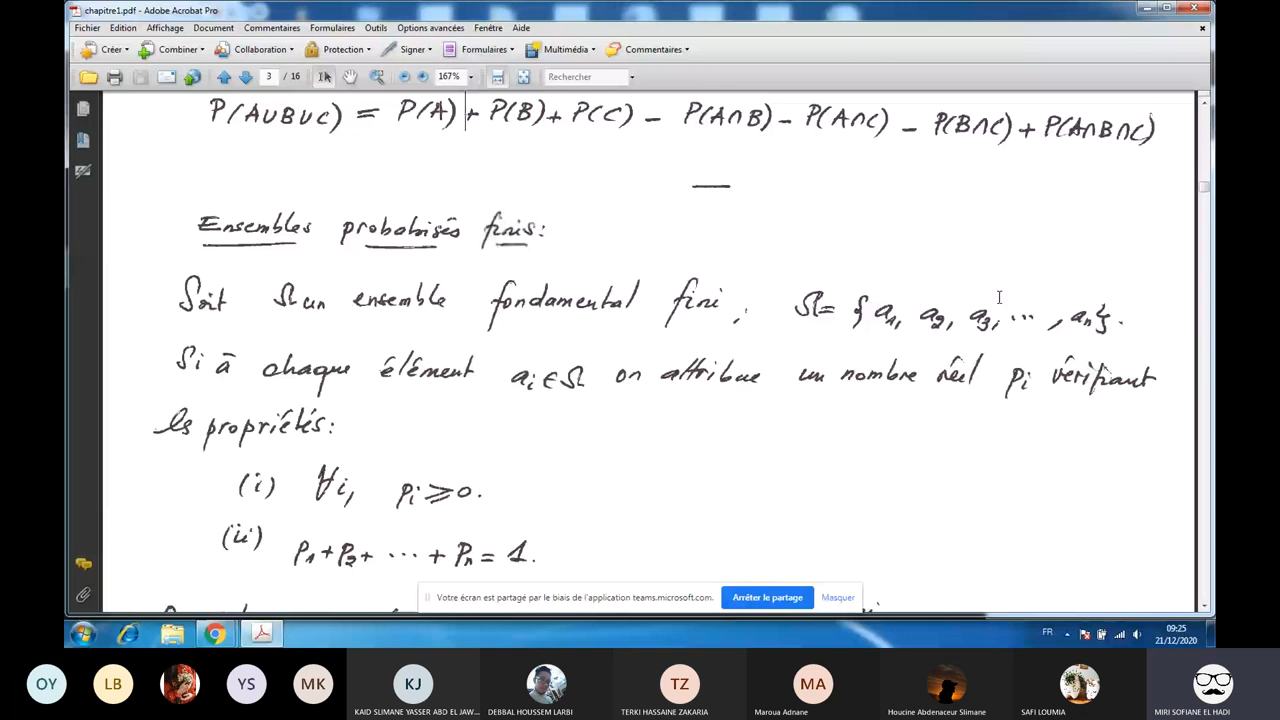 chapitre1.pdf - Adobe Acrobat Pro
Fichier Edition Affichage Document Commentaires Formulaires Outils Options avancées Fenêtre Aide
Créer Combiner Collaboration Protection Signer Formulaires Multimédia Commentaires
3 / 16 167% Rechercher
P(A∪B∪C) = P(A) + P(B) + P(C) - P(A∩B) - P(A∩C) - P(B∩C) + P(A∩B∩C)
Ensembles probabisés finis:
Soit Ω un ensemble fondamental fini, Ω = {a1, a2, a3, ..., an}.
Si à chaque élément ai ∈ Ω on attribue un nombre réel pi vérifiant
les propriétés:
(i) ∀i, pi ⩾ 0.
(ii) P1 + P2 + ... + Pn = 1.
Votre écran est partagé par le biais de l'application teams.microsoft.com. Arrêter le partage Masquer
FR 09:25
21/12/2020
OY LB YS MK KJ TZ MA
KAID SLIMANE YASSER ABD EL JAW... DEBBAL HOUSSEM LARBI TERKI HASSAINE ZAKARIA Maroua Adnane Houcine Abdenaceur Slimane SAFI LOUMIA MIRI SOFIANE EL HADI